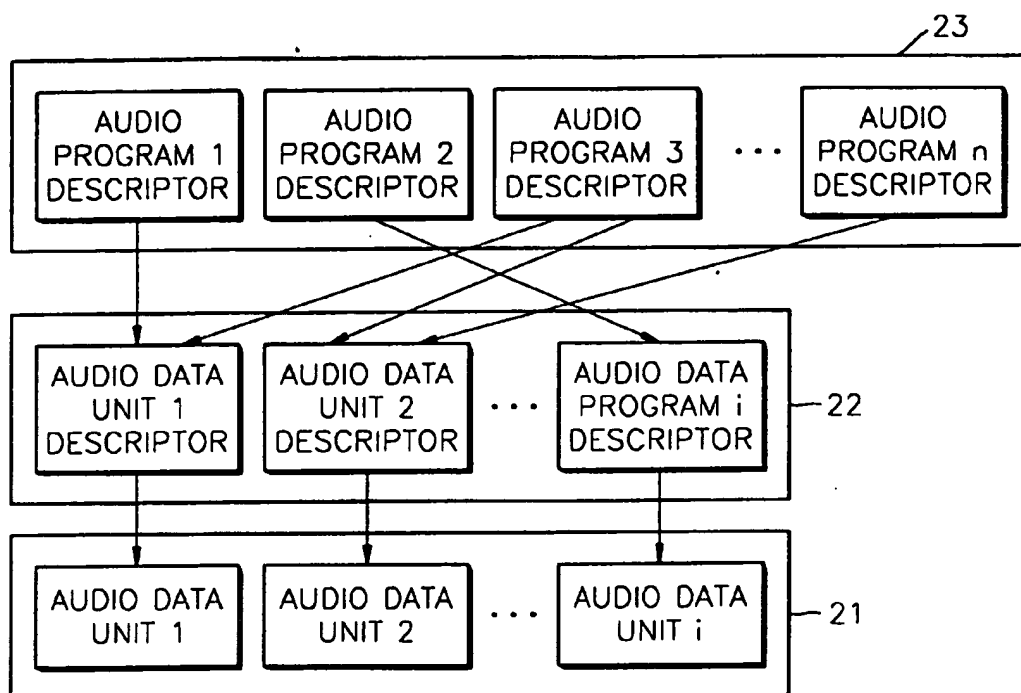 23
AUDIO
PROGRAM 1
DESCRIPTOR
AUDIO
PROGRAM 2
DESCRIPTOR
AUDIO
PROGRAM 3
DESCRIPTOR
...
AUDIO
PROGRAM n
DESCRIPTOR
AUDIO DATA
UNIT 1
DESCRIPTOR
AUDIO DATA
UNIT 2
DESCRIPTOR
...
AUDIO DATA
PROGRAM i
DESCRIPTOR
22
AUDIO DATA
UNIT 1
AUDIO DATA
UNIT 2
...
AUDIO DATA
UNIT i
21